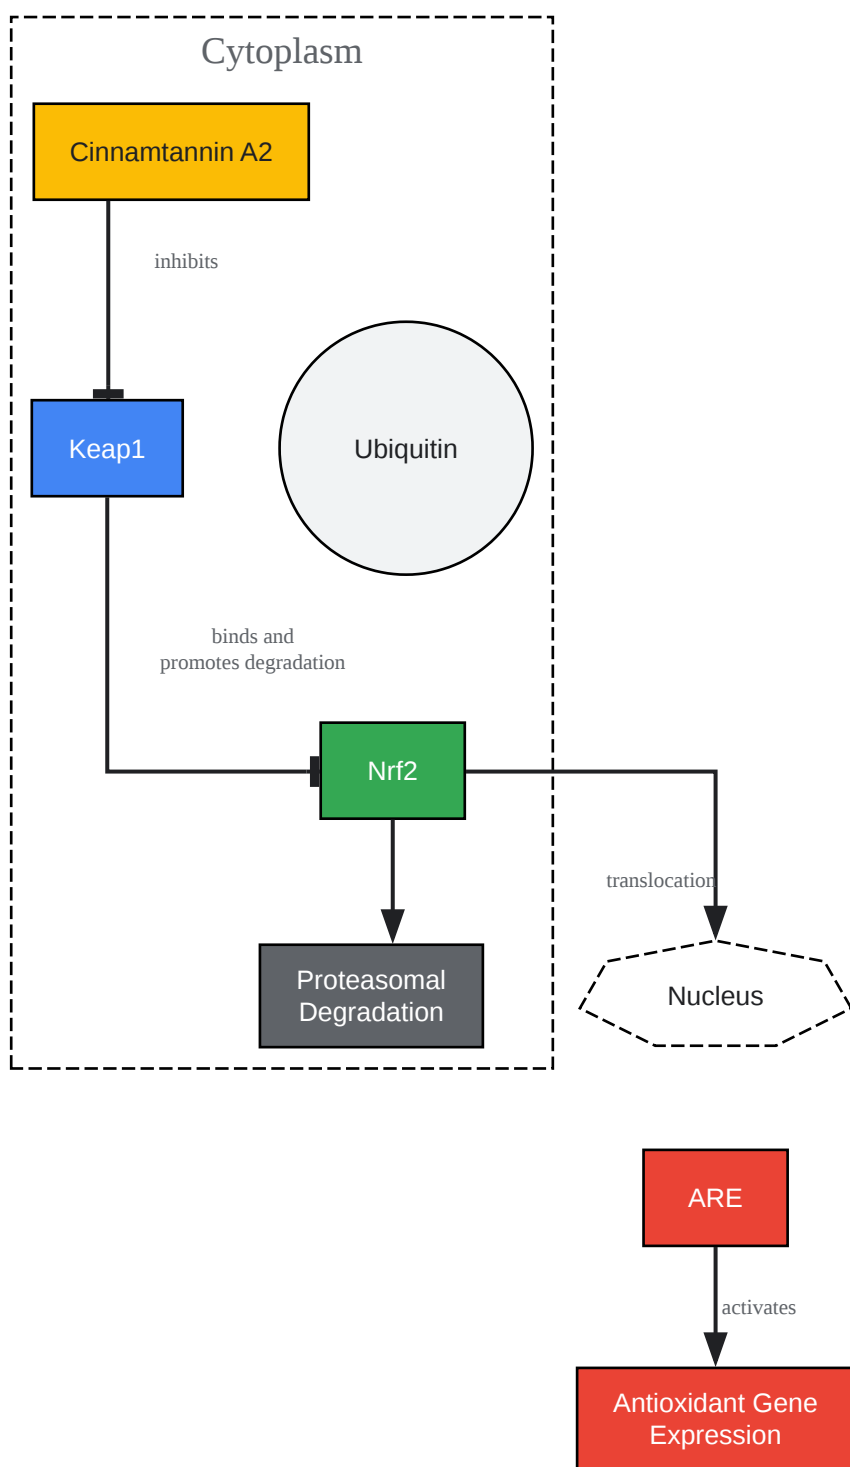 Cytoplasm
Cinnamtannin A2
inhibits
Keap1
Ubiquitin
binds and
promotes degradation
Nrf2
translocation
Proteasomal
Degradation
Nucleus
ARE
activates
Antioxidant Gene
Expression